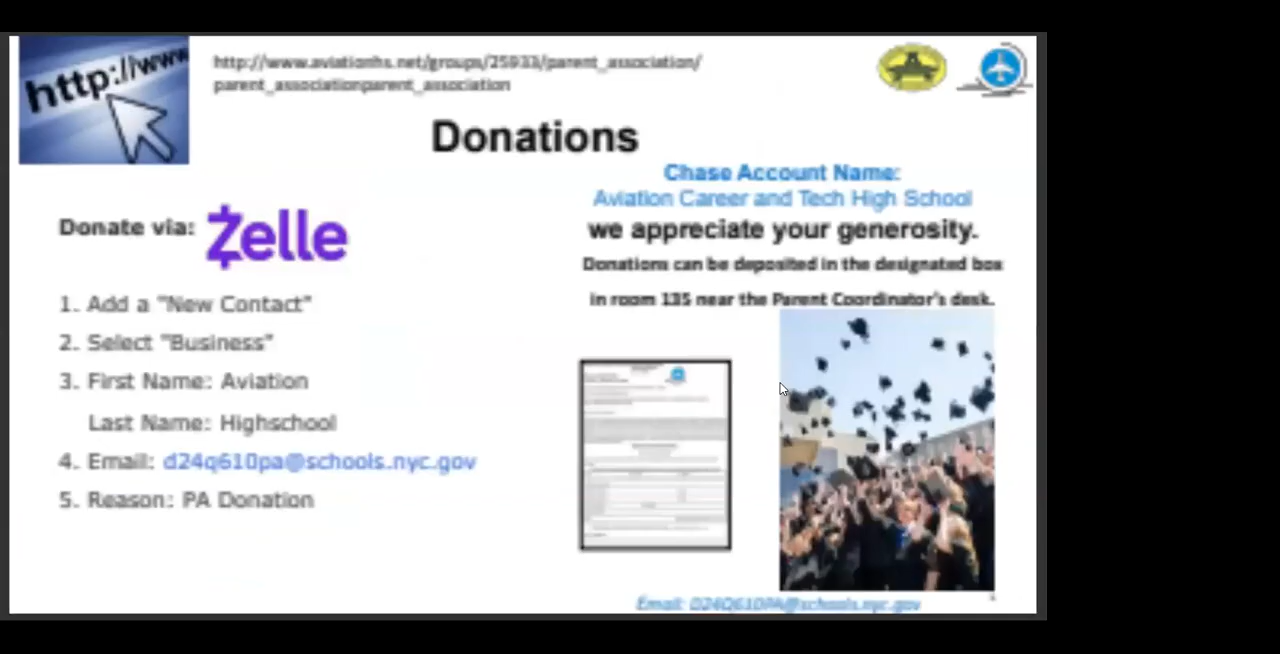 http://www
http://www.aviationhs.net/groups/25933/parent_association/
parent_associationparent_association
Donations
Chase Account Name:
Aviation Career and Tech High School
we appreciate your generosity.
Donations can be deposited in the designated box
in room 135 near the Parent Coordinator's desk.
Donate via: Zelle
1. Add a "New Contact"
2. Select "Business"
3. First Name: Aviation
Last Name: Highschool
4. Email: d24q610pa@schools.nyc.gov
5. Reason: PA Donation
Email: D24Q610PA@schools.nyc.gov